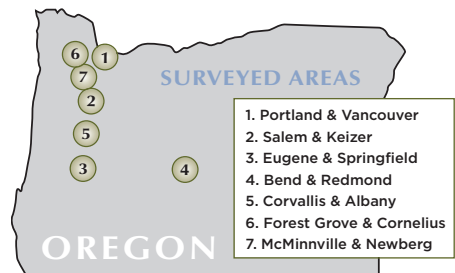 6
1
7
SURVEYED AREAS
2
1. Portland & Vancouver
5
2. Salem & Keizer
3. Eugene & Springfield
3
4
4. Bend & Redmond
5. Corvallis & Albany
6. Forest Grove & Cornelius
7. McMinnville & Newberg
OREGON